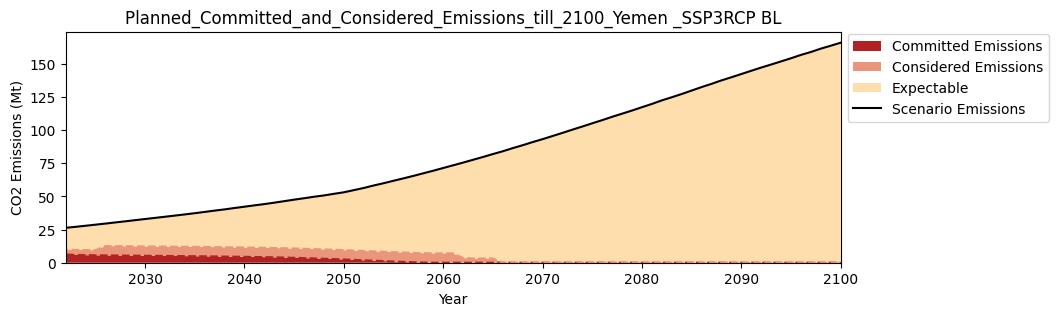 Planned_Committed_and_Considered_Emissions_till_2100_Yemen _SSP3RCP BL
Committed Emissions
Considered Emissions
Expectable
Scenario Emissions
CO2 Emissions (Mt)
150
125
100
75
50
25
0
2030 2040 2050 2060 2070 2080 2090 2100
Year